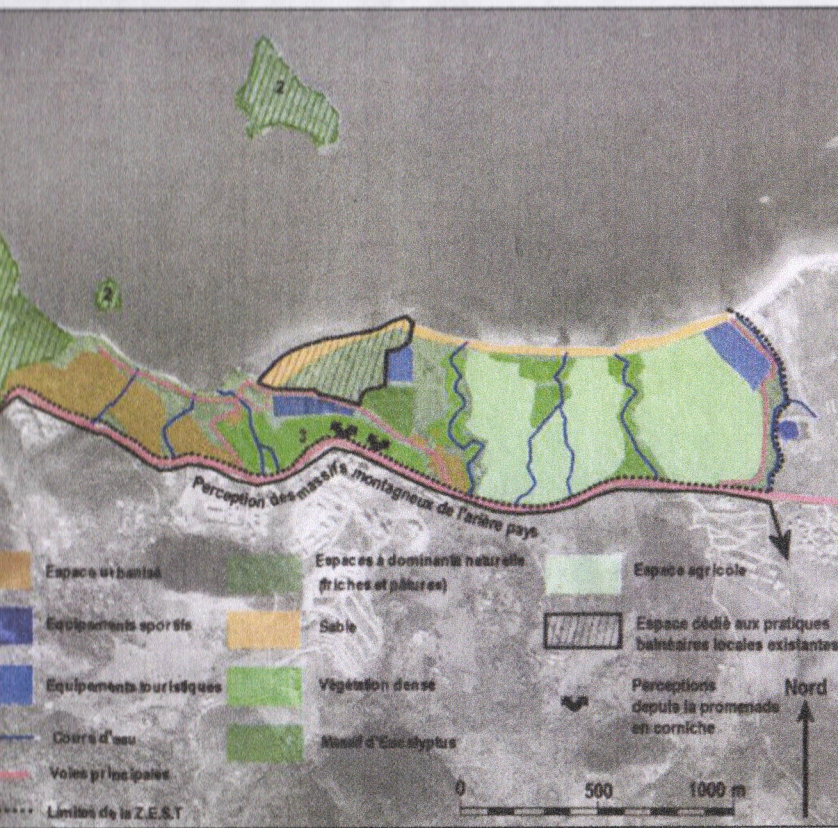 2
2
3
Perception des massifs montagneux de l'arière pays
Espace urbanisé
Equipements sportifs
Equipements touristiques
Cours d'eau
Voies principales
Limites de la Z.E.S.T
Espaces à dominante naturelle
(friches et pâtures)
Sable
Végétation dense
Massif d'Eucalyptus
Espace agricole
Espace dédié aux pratiques
balnéaires locales existantes
Perceptions
depuis la promenade
en corniche
Nord
0 500 1000 m